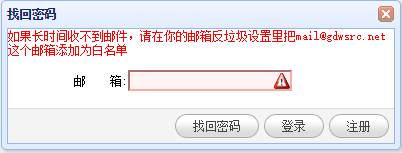 找回密码
如果长时间收不到邮件，请在你的邮箱反垃圾设置里把mail@gdwsrc.net
这个邮箱添加为白名单
邮 箱:
找回密码 登录 注册